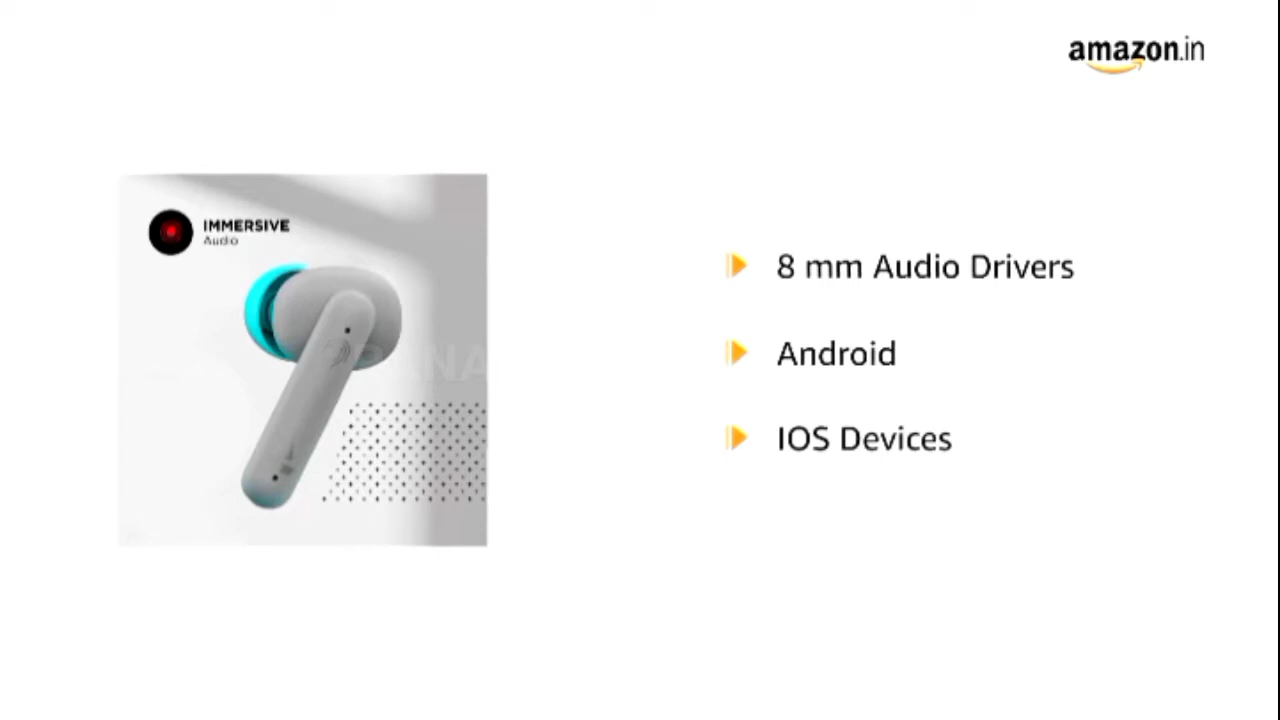 amazon.in
IMMERSIVE
Audio
8 mm Audio Drivers
Android
IOS Devices